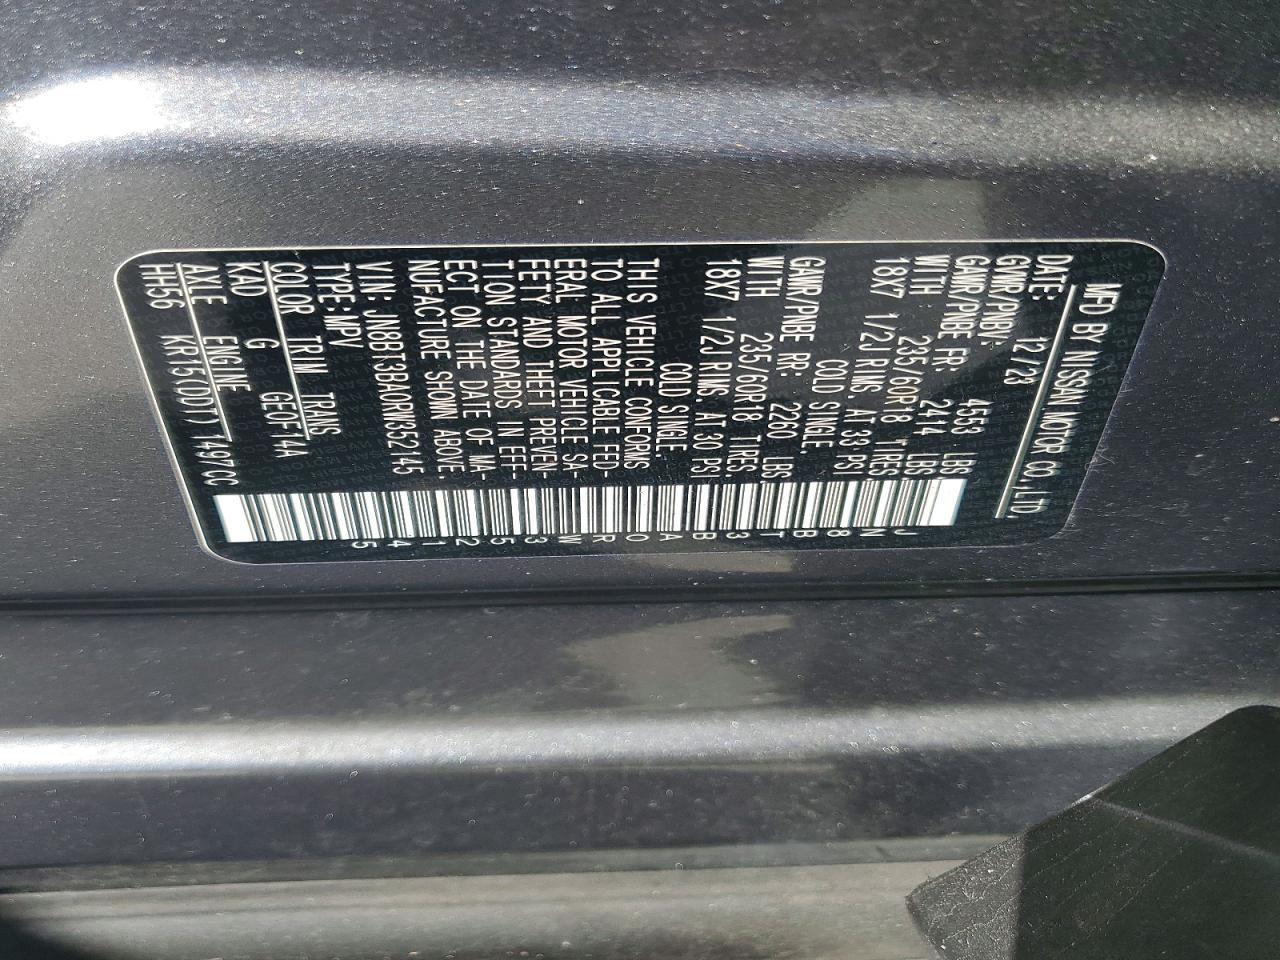 MFD BY NISSAN MOTOR CO., LTD.
DATE: 12/23
GVWR/PNBV: 4553 LBS.
GAWR/PNBE FR: 2414 LBS.
WITH 235/60R18 TIRES.
18X7 1/2J RIMS, AT 33 PSI
COLD SINGLE.
GAWR/PNBE RR: 2260 LBS.
WITH 235/60R18 TIRES.
18X7 1/2J RIMS, AT 30 PSI
COLD SINGLE.
THIS VEHICLE CONFORMS
TO ALL APPLICABLE FED-
ERAL MOTOR VEHICLE SA-
FETY AND THEFT PREVEN-
TION STANDARDS IN EFF-
ECT ON THE DATE OF MA-
NUFACTURE SHOWN ABOVE.
VIN: JN8BT3BA0RW352145
TYPE: MPV
COLOR TRIM TRANS
KAD G GE0F14A
AXLE ENGINE
HH56 KR15(DDT) 1497CC
JN8BT3BA0RW352145